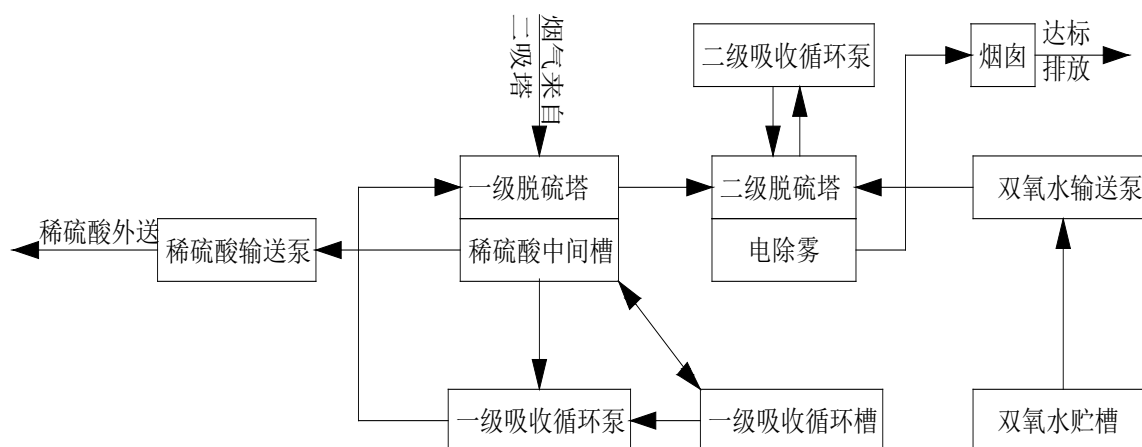 烟气来自
二吸塔
二级吸收循环泵
烟囱
达标
排放
一级脱硫塔
二级脱硫塔
双氧水输送泵
稀硫酸外送
稀硫酸输送泵
稀硫酸中间槽
电除雾
一级吸收循环泵
一级吸收循环槽
双氧水贮槽